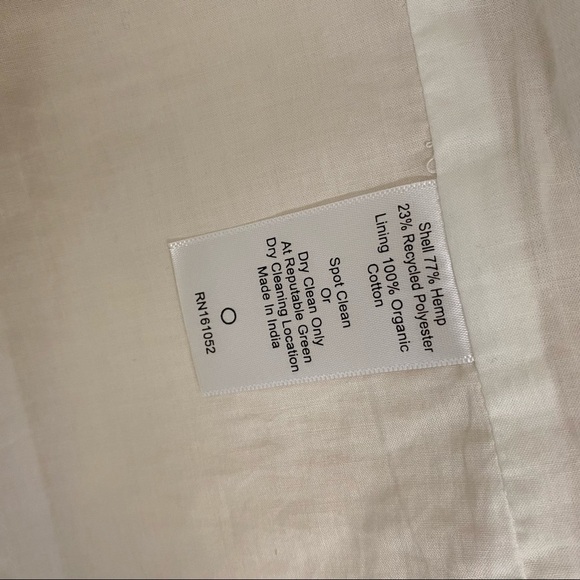 Shell 77% Hemp
23% Recycled Polyester
Lining 100% Organic
Cotton
Spot Clean
Or
Dry Clean Only
At Reputable Green
Dry Cleaning Location
Made In India
RN161052